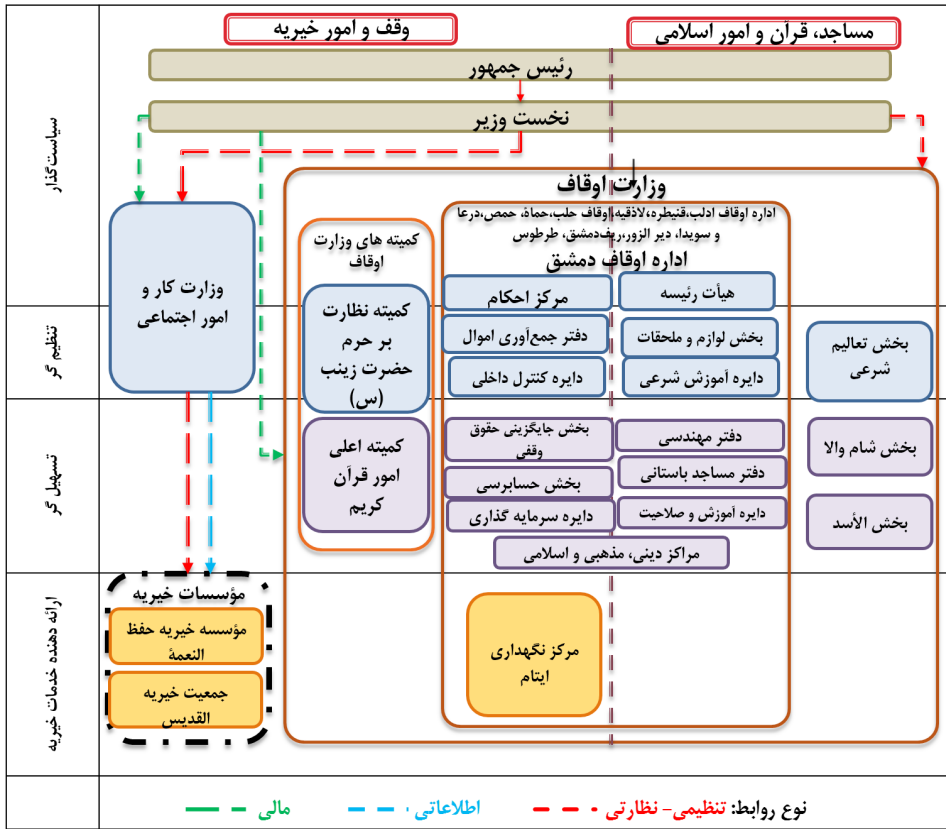 مساجد، قرآن و امور اسلامی
وقف و امور خیریه
رئیس جمهور
نخست وزیر
سیاست‌گذار
وزارت اوقاف
اداره اوقاف ادلب،قنیطره،لاذقیه،اوقاف حلب،حماة، حمص،درعا
و سویدا، دیر الزور،ریف‌دمشق، طرطوس
اداره اوقاف دمشق
کمیته های وزارت
اوقاف
وزارت کار و
امور اجتماعی
هیأت رئیسه
مرکز احکام
کمیته نظارت
بر حرم
حضرت زینب
(س)
تنظیم گر
بخش تعالیم
شرعی
بخش لوازم و ملحقات
دفتر جمع‌آوری اموال
دایره آموزش شرعی
دایره کنترل داخلی
تسهیل گر
بخش شام والا
بخش الأسد
دفتر مهندسی
بخش جایگزینی حقوق
وقفی
دفتر مساجد باستانی
بخش حسابرسی
دایره آموزش و صلاحیت
دایره سرمایه گذاری
مراکز دینی، مذهبی و اسلامی
کمیته اعلی
امور قرآن
کریم
ارائه دهنده خدمات خیریه
مرکز نگهداری
ایتام
مؤسسات خیریه
مؤسسه خیریه حفظ
النعمة
جمعیت خیریه
القدیس
نوع روابط: تنظیمی- نظارتی اطلاعاتی مالی